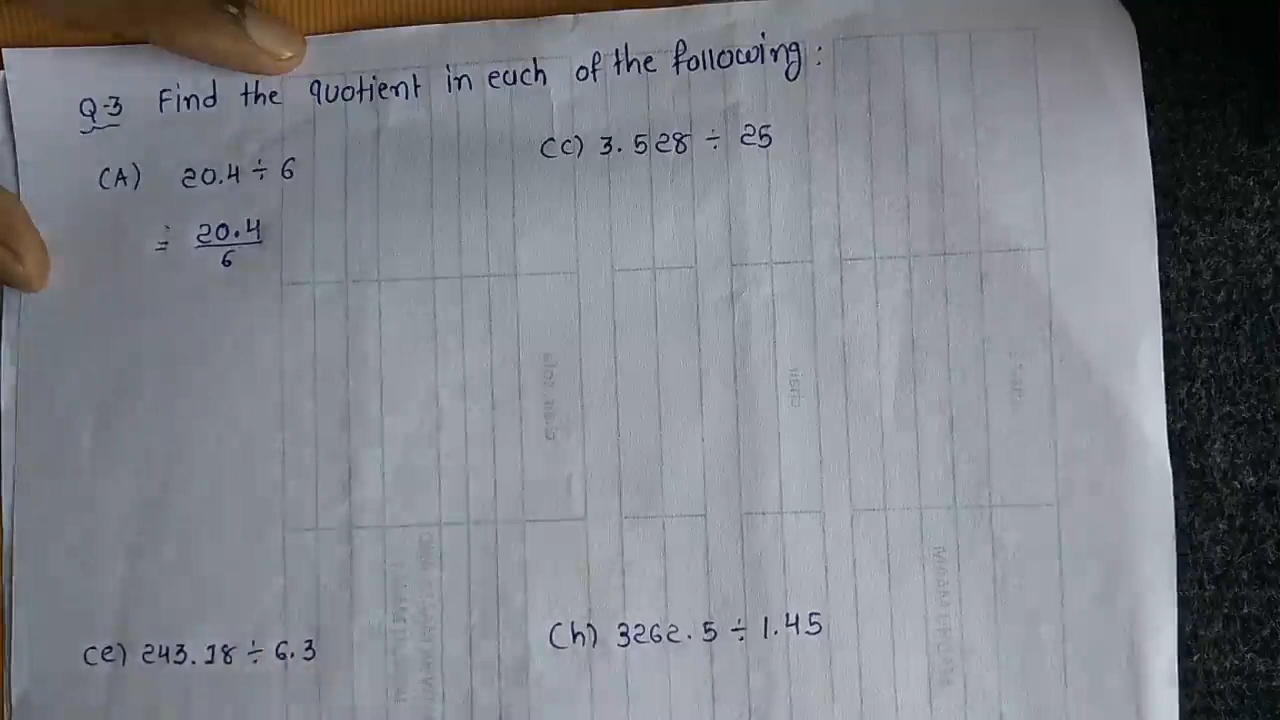 Q-3 Find the quotient in each of the following :
(A) 20.4 ÷ 6
= 20.4/6
(C) 3.528 ÷ 25
(e) 243.18 ÷ 6.3
(h) 3262.5 ÷ 1.45